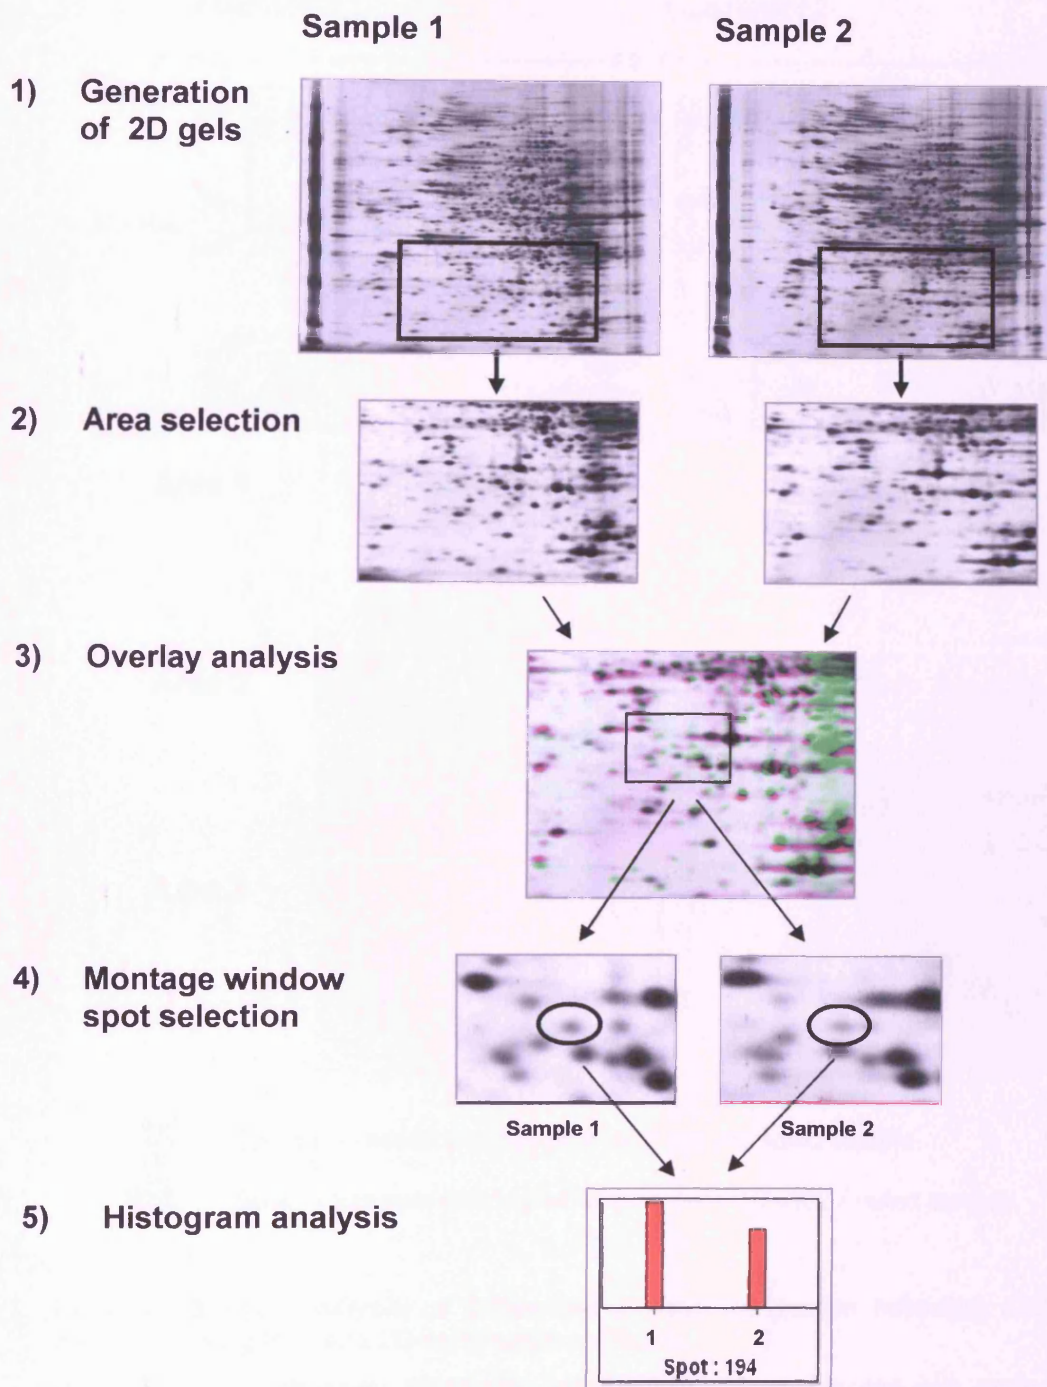 Sample 1
Sample 2
1) Generation
of 2D gels
2) Area selection
3) Overlay analysis
4) Montage window
spot selection
Sample 1
Sample 2
5) Histogram analysis
1
2
Spot : 194